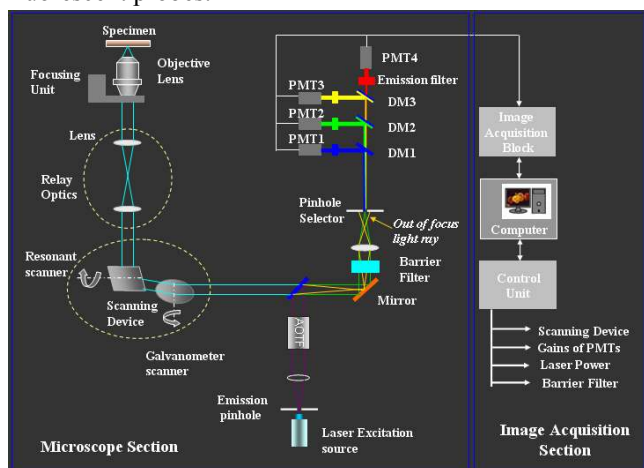 fluorescent probes.
Specimen
Objective
Lens
Focusing
Unit
Lens
Relay
Optics
Resonant
scanner
Scanning
Device
Galvanometer
scanner
PMT4
Emission filter
PMT3
DM3
PMT2
DM2
PMT1
DM1
Pinhole
Selector
Out of focus
light ray
Barrier
Filter
Mirror
AOTF
Emission
pinhole
Laser Excitation
source
Microscope Section
Image
Acquisition
Block
Computer
Control
Unit
Scanning Device
Gains of PMTs
Laser Power
Barrier Filter
Image Acquisition
Section